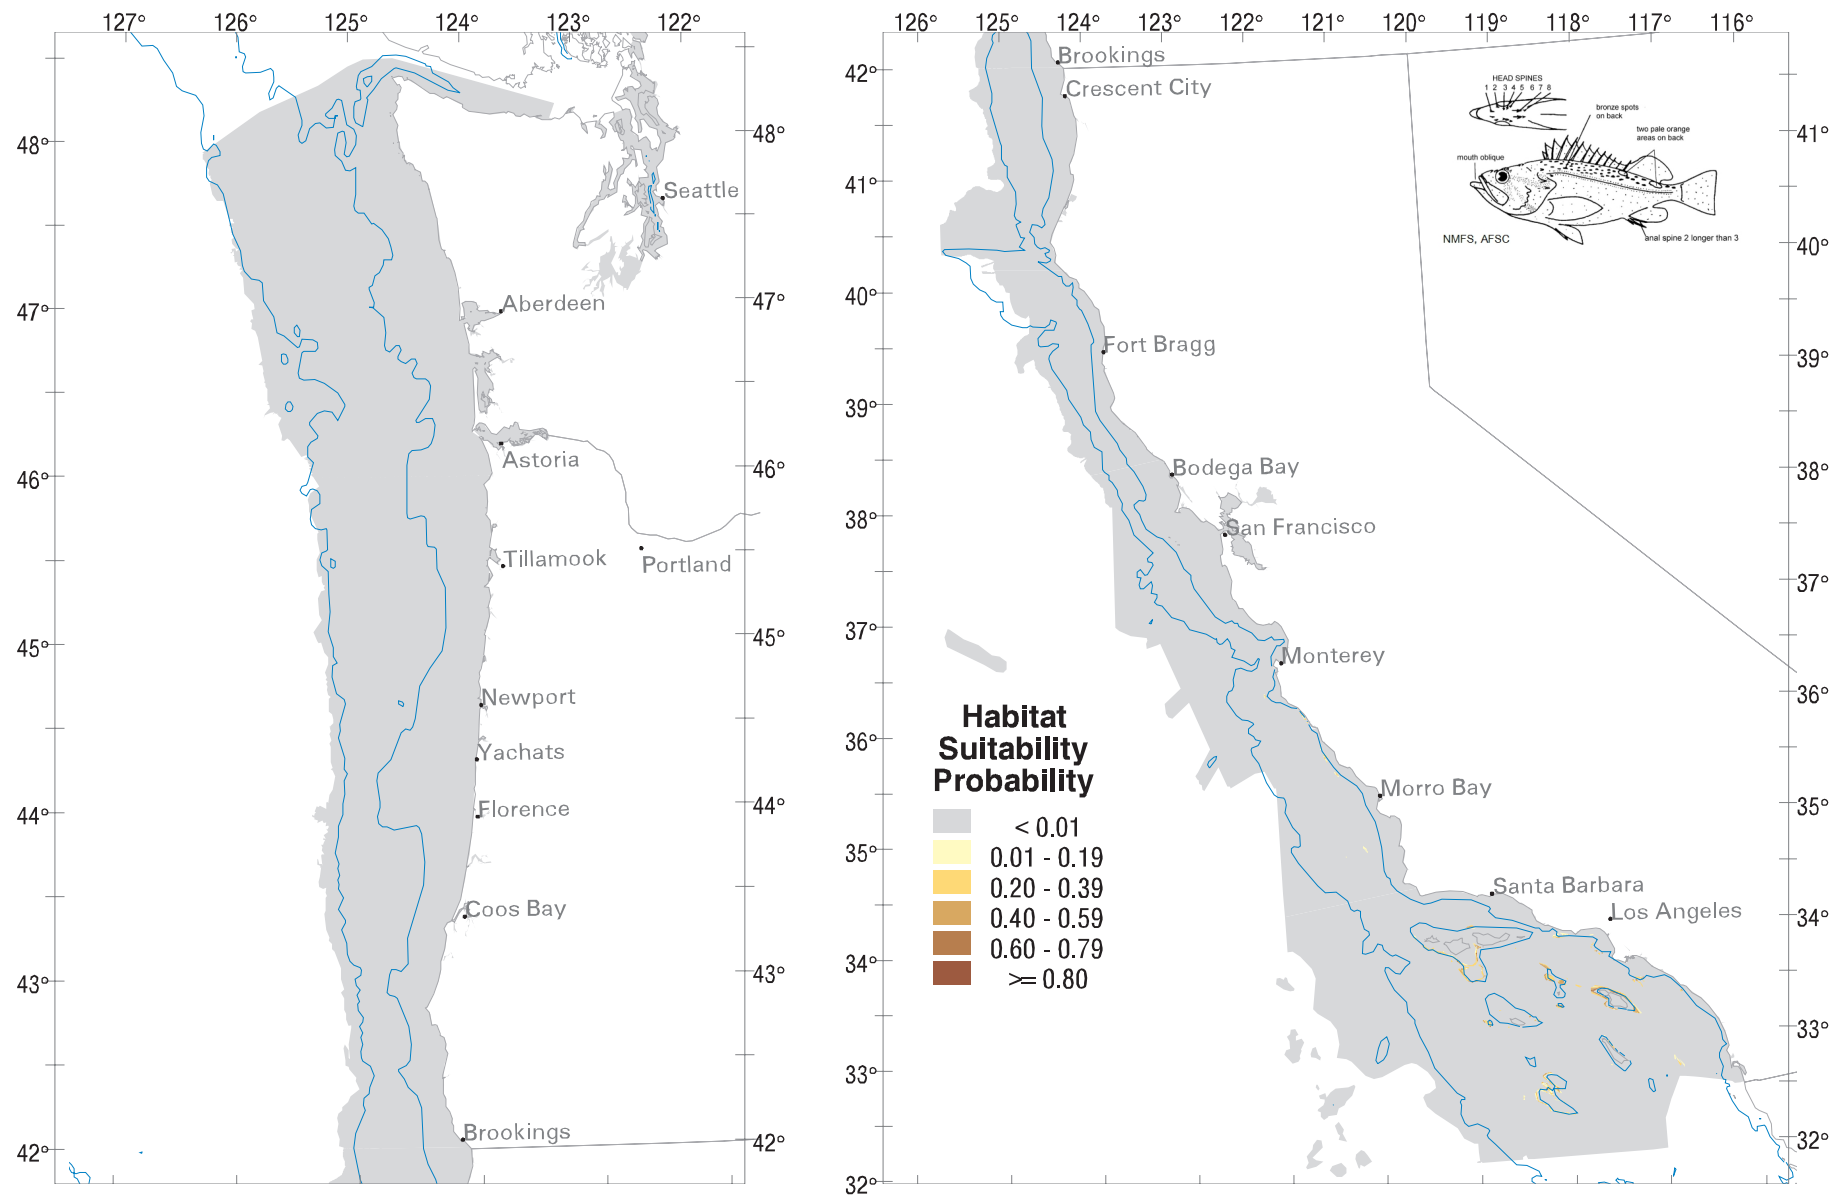 127°
126°
125°
124°
123°
122°
48°
47°
46°
45°
44°
43°
42°
48°
47°
46°
45°
44°
43°
42°
Seattle
Aberdeen
Astoria
Tillamook
Portland
Newport
Yachats
Florence
Coos Bay
Brookings
126°
125°
124°
123°
122°
121°
120°
119°
118°
117°
116°
42°
41°
40°
39°
38°
37°
36°
35°
34°
33°
32°
41°
40°
39°
38°
37°
36°
35°
34°
33°
32°
Brookings
Crescent City
Fort Bragg
Bodega Bay
San Francisco
Monterey
Morro Bay
Santa Barbara
Los Angeles
HEAD SPINES
1 2 3 4 5 6 7 8
bronze spots
on back
two pale orange
areas on back
mouth oblique
anal spine 2 longer than 3
NMFS, AFSC
Habitat
Suitability
Probability
< 0.01
0.01 - 0.19
0.20 - 0.39
0.40 - 0.59
0.60 - 0.79
>= 0.80